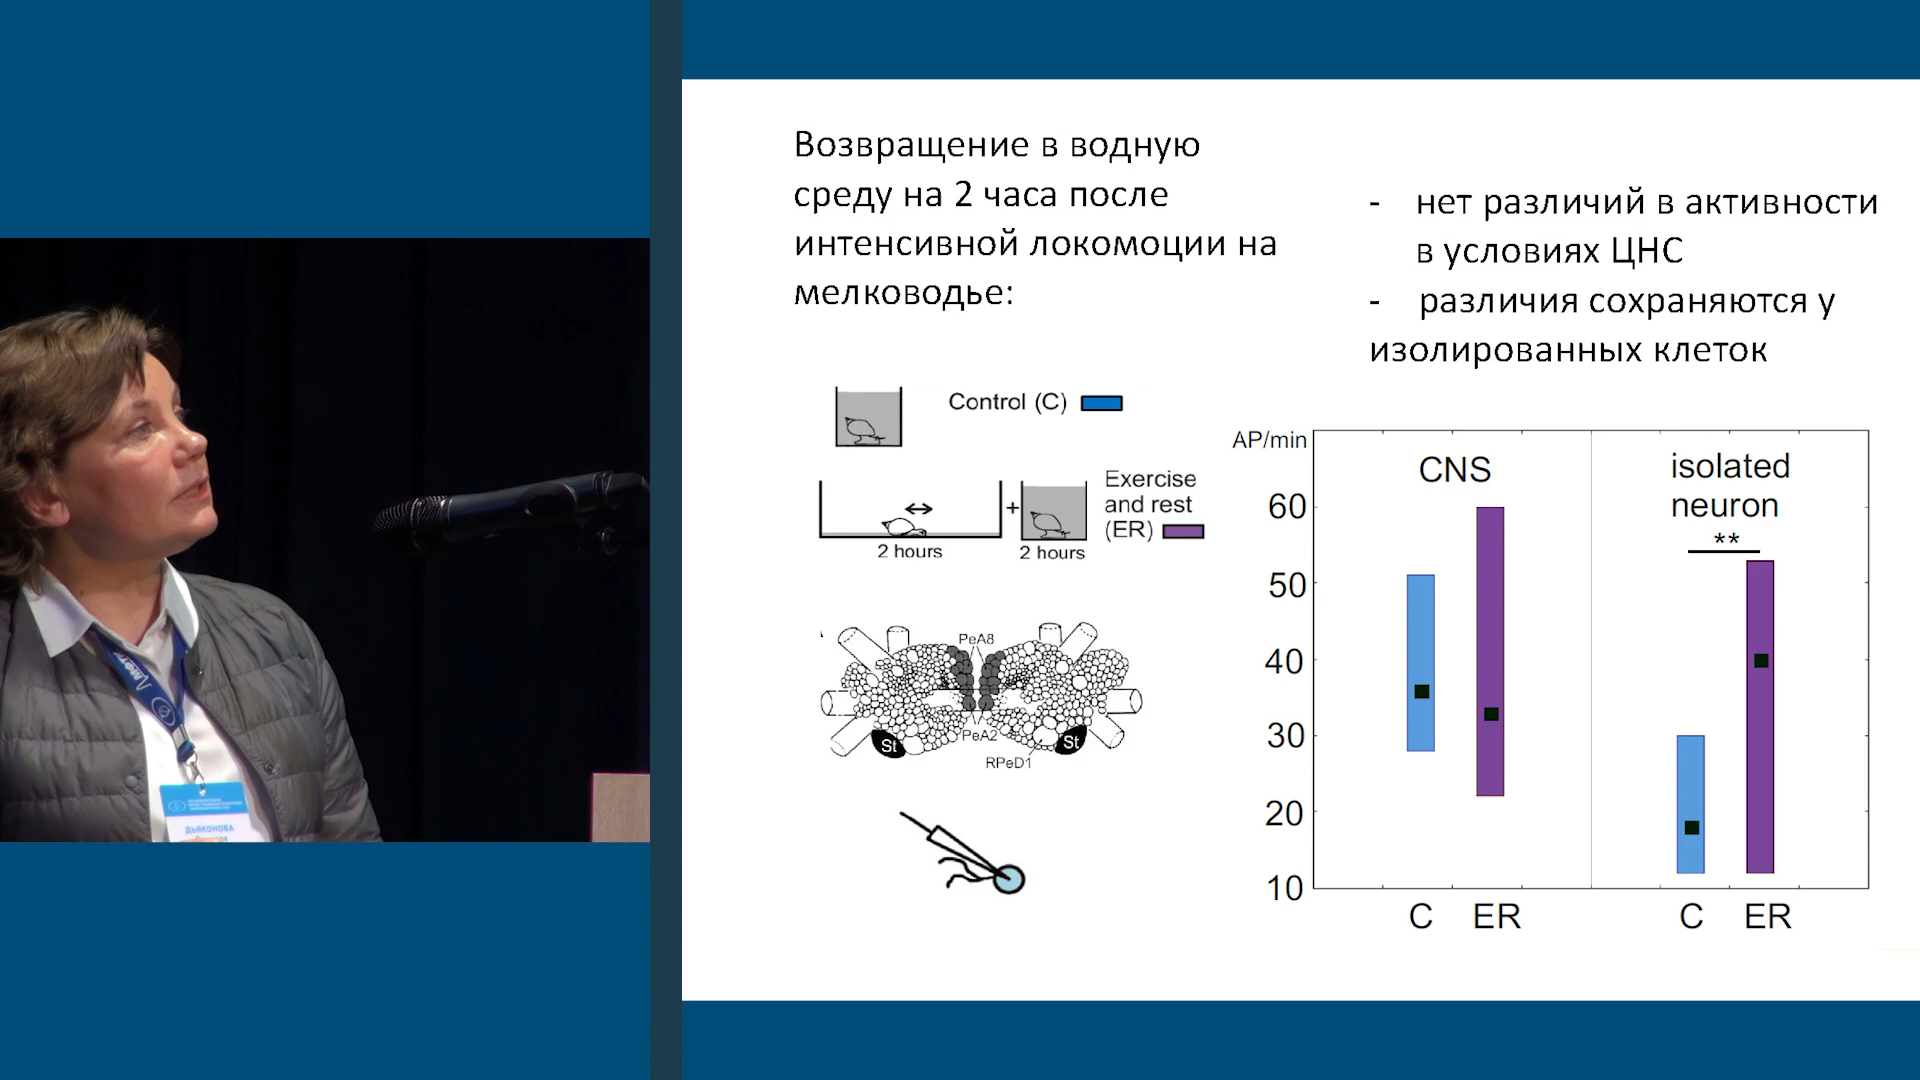 Возвращение в водную
среду на 2 часа после
интенсивной локомоции на
мелководье:
- нет различий в активности
в условиях ЦНС
- различия сохраняются у
изолированных клеток
Control (C)
Exercise
and rest
(ER)
+
2 hours
2 hours
PeA8
PeA2
St
St
RPeD1
AP/min
CNS
isolated
neuron
**
60
50
40
30
20
10
C
ER
C
ER
ДЬЯКОНОВА